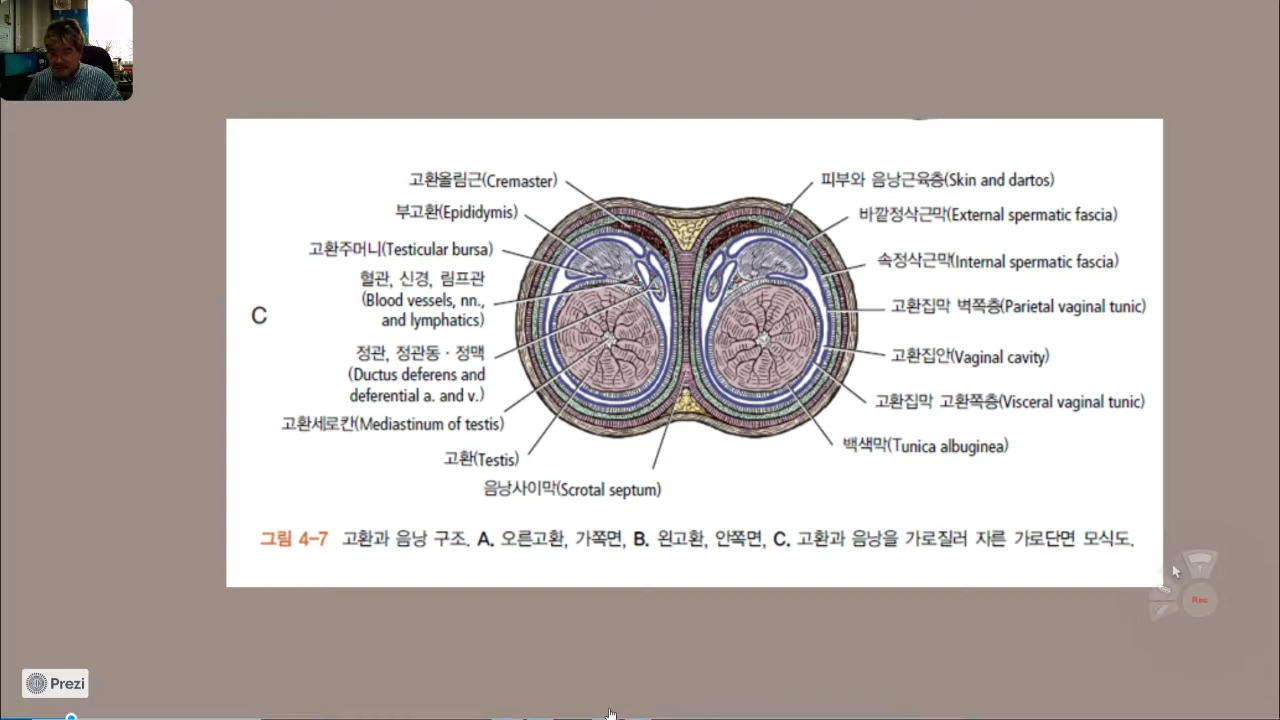 고환올림근(Cremaster)
부고환(Epididymis)
고환주머니(Testicular bursa)
혈관, 신경, 림프관
(Blood vessels, nn.,
and lymphatics)
정관, 정관동 · 정맥
(Ductus deferens and
deferential a. and v.)
고환세로칸(Mediastinum of testis)
고환(Testis)
음낭사이막(Scrotal septum)
피부와 음낭근육층(Skin and dartos)
바깥정삭근막(External spermatic fascia)
속정삭근막(Internal spermatic fascia)
고환집막 벽쪽층(Parietal vaginal tunic)
고환집안(Vaginal cavity)
고환집막 고환쪽층(Visceral vaginal tunic)
백색막(Tunica albuginea)
C
그림 4-7 고환과 음낭 구조. A. 오른고환, 가쪽면, B. 왼고환, 안쪽면, C. 고환과 음낭을 가로질러 자른 가로단면 모식도.
Rec
Prezi